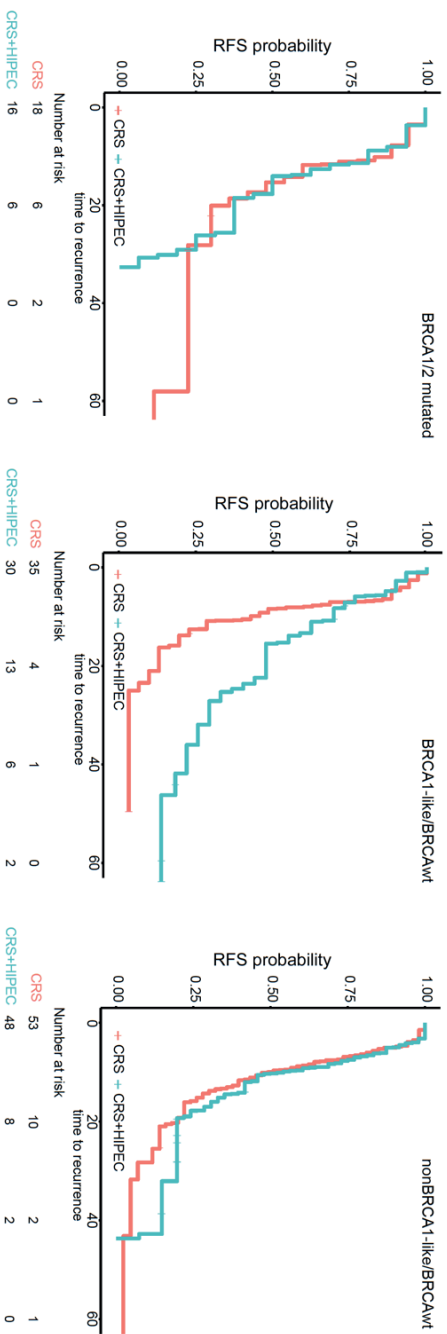 BRCA1/2 mutated
RFS probability
1.00
0.75
0.50
0.25
0.00
CRS CRS+HIPEC
0 20 40 60
time to recurrence
Number at risk
CRS 18 6 2 1
CRS+HIPEC 16 6 0 0
BRCA1-like/BRCAwt
RFS probability
1.00
0.75
0.50
0.25
0.00
CRS CRS+HIPEC
0 20 40 60
time to recurrence
Number at risk
CRS 35 4 1 0
CRS+HIPEC 30 13 6 2
nonBRCA1-like/BRCAwt
RFS probability
1.00
0.75
0.50
0.25
0.00
CRS CRS+HIPEC
0 20 40 60
time to recurrence
Number at risk
CRS 53 10 2 1
CRS+HIPEC 48 8 2 0